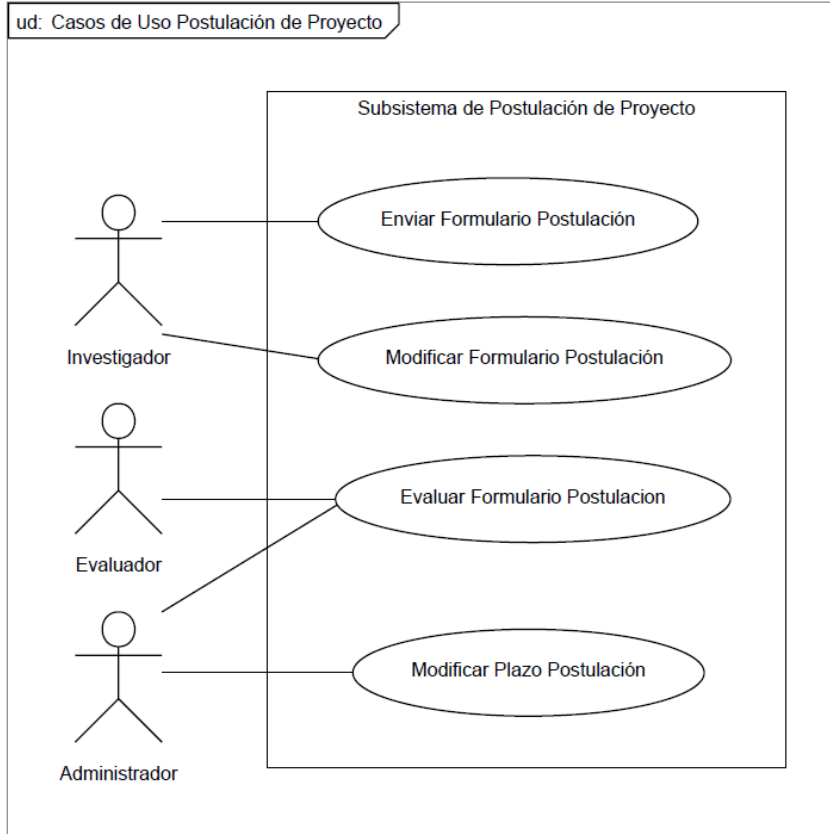 ud: Casos de Uso Postulación de Proyecto
Subsistema de Postulación de Proyecto
Enviar Formulario Postulación
Investigador
Modificar Formulario Postulación
Evaluar Formulario Postulacion
Evaluador
Modificar Plazo Postulación
Administrador